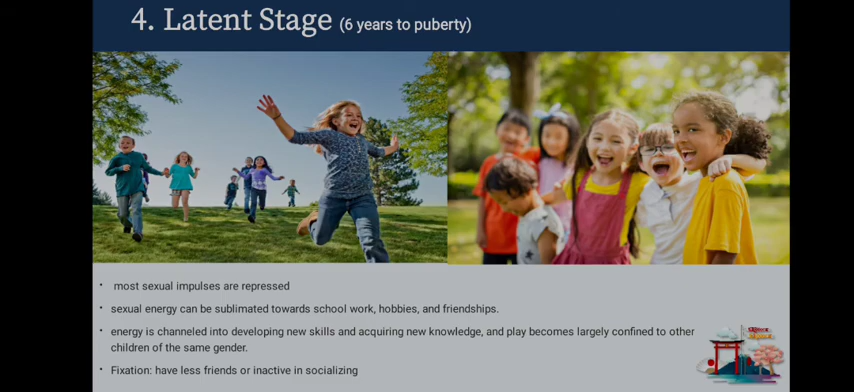 4. Latent Stage (6 years to puberty)
• most sexual impulses are repressed
• sexual energy can be sublimated towards school work, hobbies, and friendships.
• energy is channeled into developing new skills and acquiring new knowledge, and play becomes largely confined to other
children of the same gender.
• Fixation: have less friends or inactive in socializing